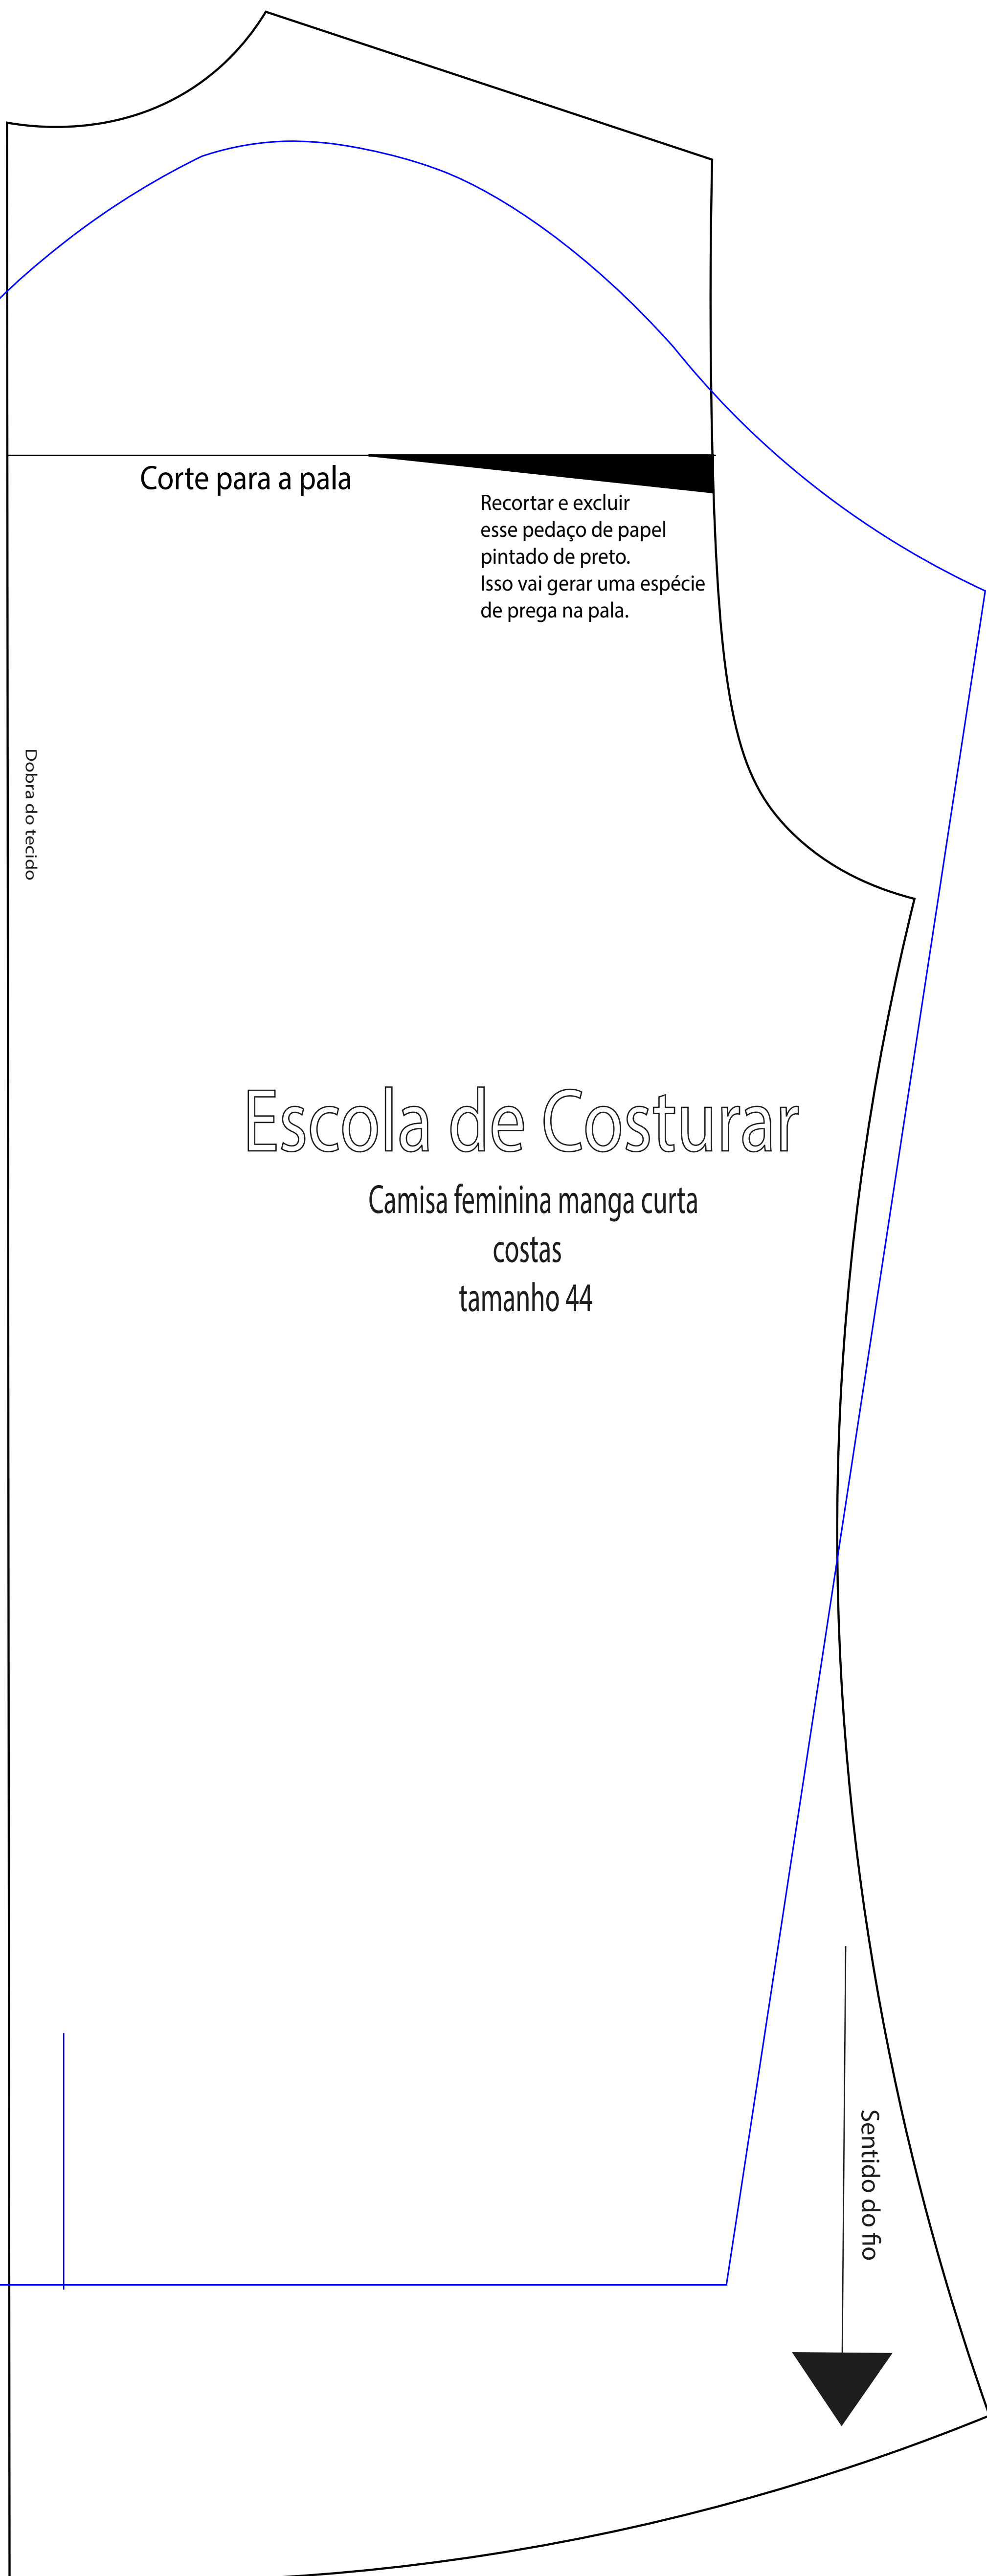 Corte para a pala
Recortar e excluir
esse pedaço de papel
pintado de preto.
Isso vai gerar uma espécie
de prega na pala.
Dobra do tecido
Escola de Costurar
Camisa feminina manga curta
costas
tamanho 44
Sentido do fio